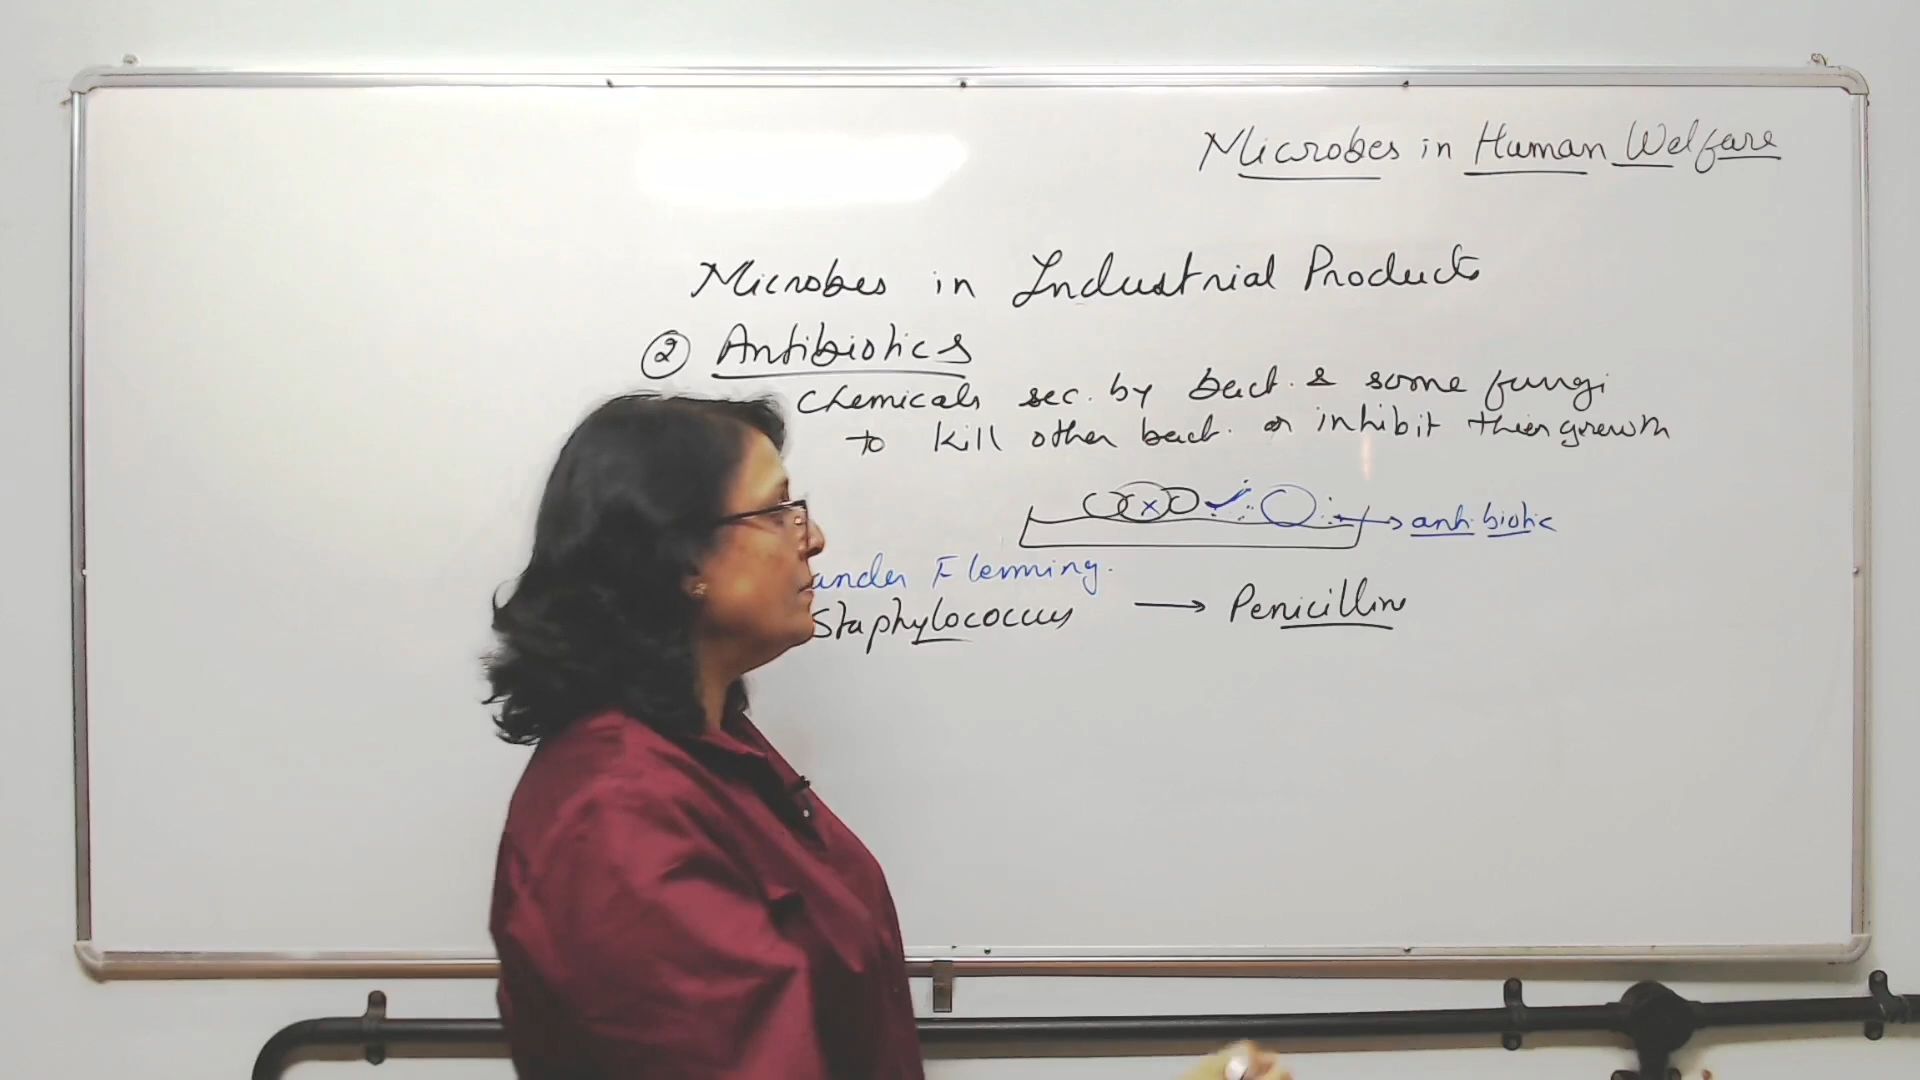 Microbes in Human Welfare
Microbes in Industrial Products
② Antibiotics
Chemicals sec. by bact. & some fungi
to kill other bact. or inhibit their growth
x
→ antibiotic
ander Flemming.
Staphylococcus → Penicillin